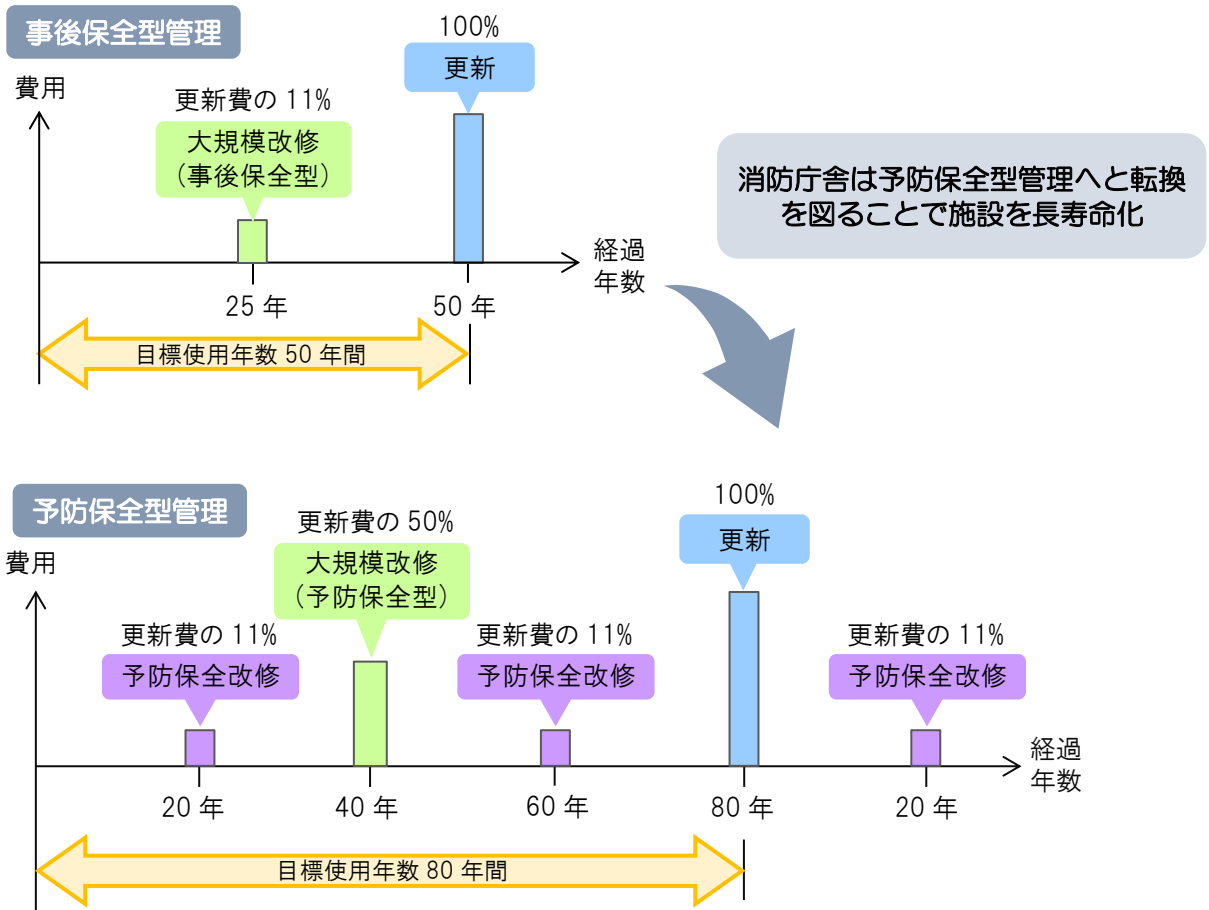 事後保全型管理
費用
100%
更新
更新費の 11%
大規模改修
（事後保全型）
経過
年数
25 年
50 年
目標使用年数 50 年間
消防庁舎は予防保全型管理へと転換
を図ることで施設を長寿命化
予防保全型管理
費用
更新費の 11%
予防保全改修
更新費の 50%
大規模改修
（予防保全型）
更新費の 11%
予防保全改修
100%
更新
更新費の 11%
予防保全改修
経過
年数
20 年
40 年
60 年
80 年
20 年
目標使用年数 80 年間